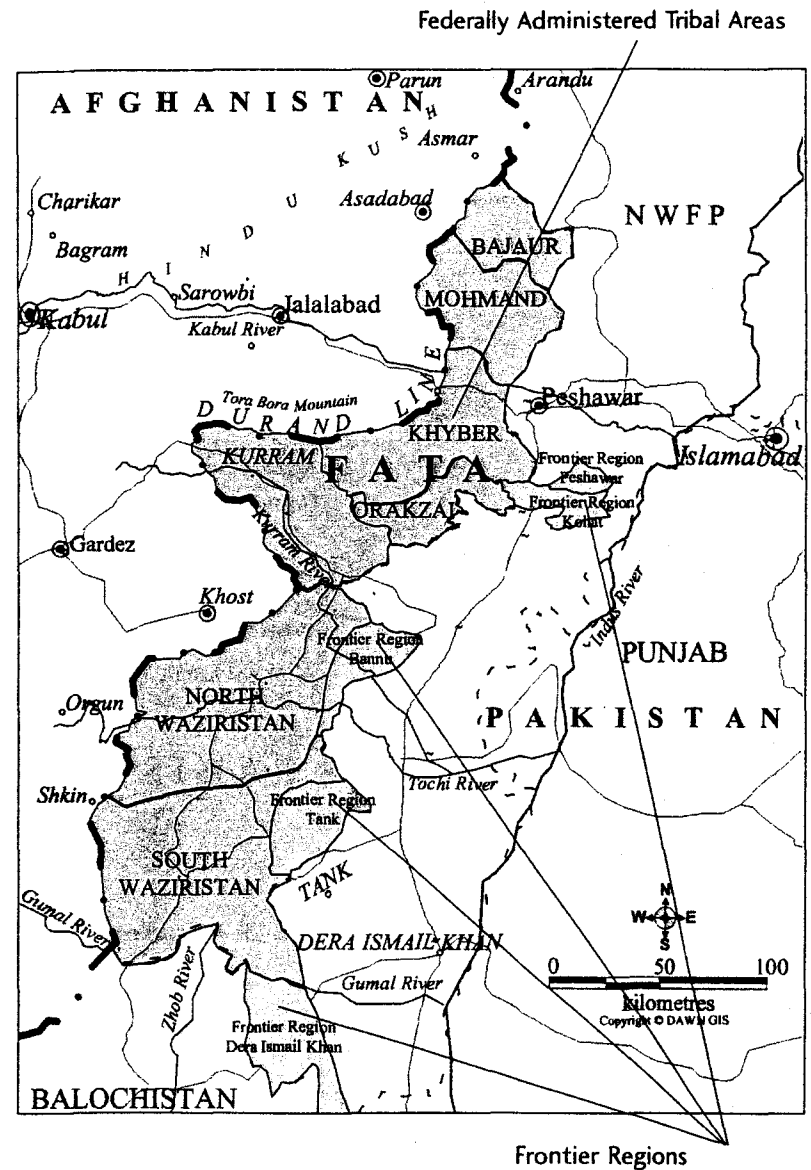 Federally Administered Tribal Areas
Parun
Arandu
AFGHANISTAN
HINDU KUSH
Asmar
Charikar
Asadabad
NWFP
Bagram
BAJAUR
Sarowbi
MOHMAND
Jalalabad
Kabul
Kabul River
Tora Bora Mountain
DURAND LINE
Peshawar
KHYBER
Islamabad
KURRAM
FATA
Frontier Region
Peshawar
ORAKZAI
Frontier Region
Kohat
Kurram River
Gardez
Khost
Indus River
Frontier Region
Bannu
PUNJAB
NORTH
WAZIRISTAN
Orgun
PAKISTAN
Tochi River
Shkin
Frontier Region
Tank
SOUTH
WAZIRISTAN
TANK
Gumal River
N
W E
S
DERA ISMAIL KHAN
0 50 100
0
kilometres
Copyright © DAWN GIS
Gumal River
Zhob River
Frontier Region
Dera Ismail Khan
BALOCHISTAN
Frontier Regions